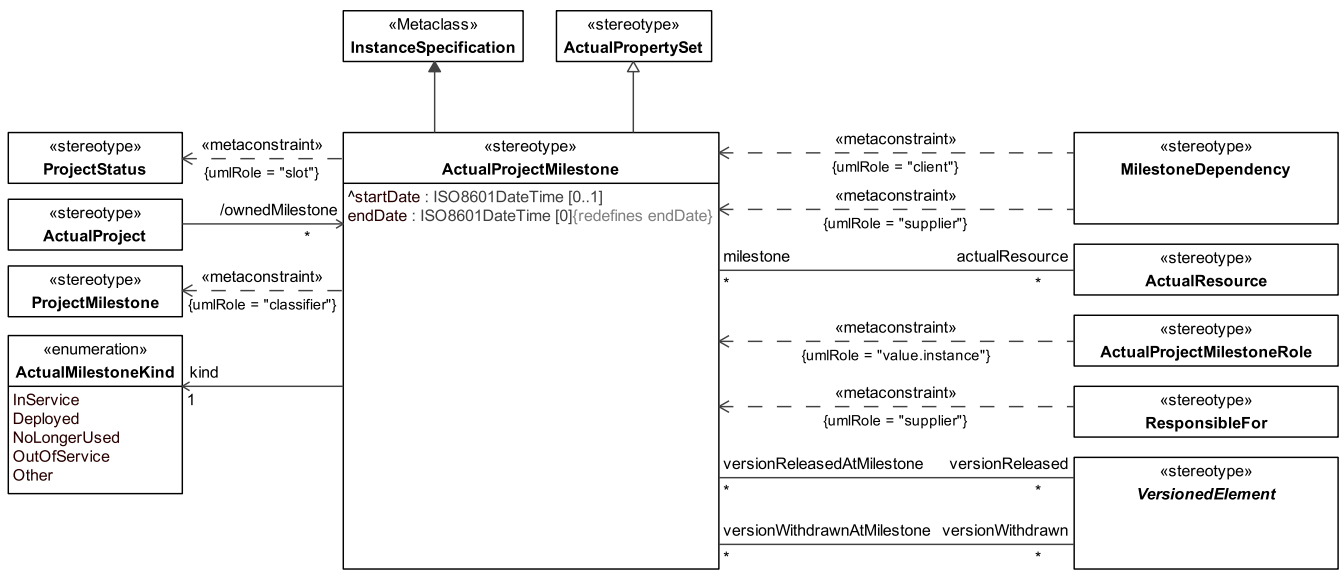 «Metaclass»
InstanceSpecification
«stereotype»
ActualPropertySet
«stereotype»
ProjectStatus
«metaconstraint»
{umlRole = "slot"}
«stereotype»
ActualProject
/ownedMilestone
*
«stereotype»
ProjectMilestone
«metaconstraint»
{umlRole = "classifier"}
«enumeration»
ActualMilestoneKind
InService
Deployed
NoLongerUsed
OutOfService
Other
kind
1
«stereotype»
ActualProjectMilestone
^startDate : ISO8601DateTime [0..1]
endDate : ISO8601DateTime [0]{redefines endDate}
«metaconstraint»
{umlRole = "client"}
«metaconstraint»
{umlRole = "supplier"}
«stereotype»
MilestoneDependency
milestone
*
actualResource
*
«stereotype»
ActualResource
«metaconstraint»
{umlRole = "value.instance"}
«stereotype»
ActualProjectMilestoneRole
«metaconstraint»
{umlRole = "supplier"}
«stereotype»
ResponsibleFor
versionReleasedAtMilestone
*
versionReleased
*
versionWithdrawnAtMilestone
*
versionWithdrawn
*
«stereotype»
VersionedElement